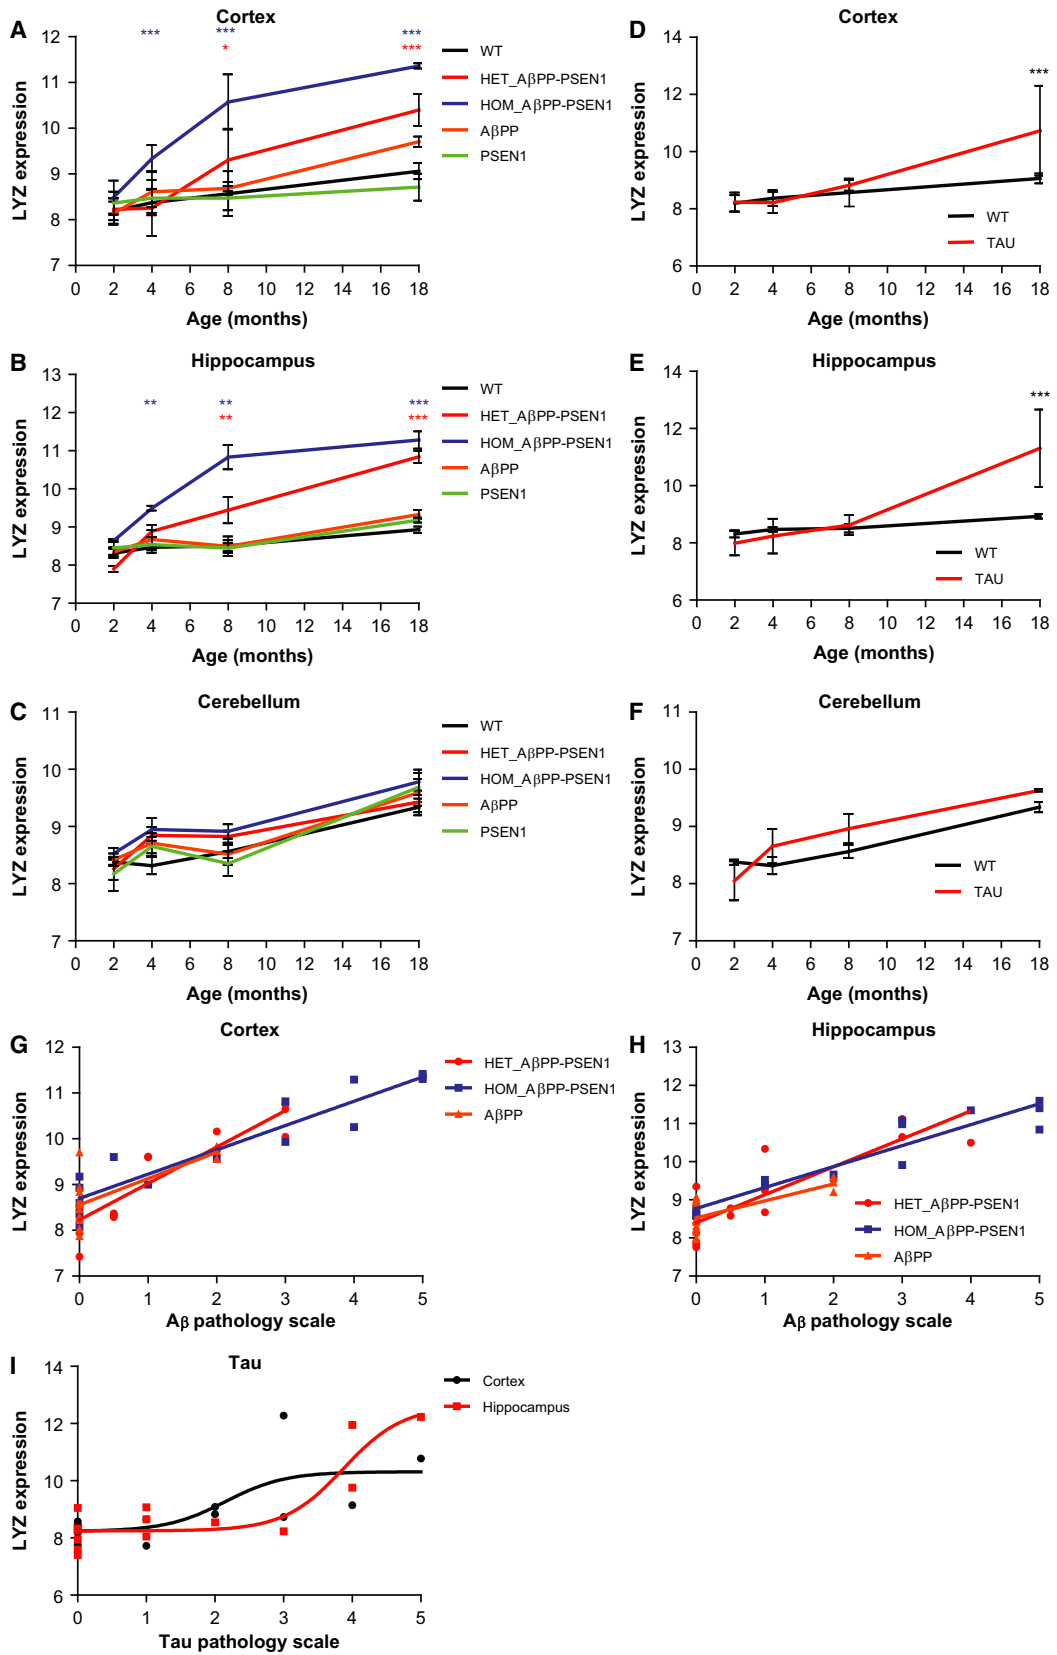 A
Cortex
***
***
***
*
***
12
11
10
9
8
7
LYZ expression
0 2 4 6 8 10 12 14 16 18
Age (months)
WT
HET_AβPP-PSEN1
HOM_AβPP-PSEN1
AβPP
PSEN1
D
Cortex
***
14
12
10
8
6
LYZ expression
0 2 4 6 8 10 12 14 16 18
Age (months)
WT
TAU
B
Hippocampus
**
**
***
**
***
13
12
11
10
9
8
7
LYZ expression
0 2 4 6 8 10 12 14 16 18
Age (months)
WT
HET_AβPP-PSEN1
HOM_AβPP-PSEN1
AβPP
PSEN1
E
Hippocampus
***
14
12
10
8
6
LYZ expression
0 2 4 6 8 10 12 14 16 18
Age (months)
WT
TAU
C
Cerebellum
11
10
9
8
7
LYZ expression
0 2 4 6 8 10 12 14 16 18
Age (months)
WT
HET_AβPP-PSEN1
HOM_AβPP-PSEN1
AβPP
PSEN1
F
Cerebellum
11
10
9
8
7
LYZ expression
0 2 4 6 8 10 12 14 16 18
Age (months)
WT
TAU
G
Cortex
12
11
10
9
8
7
LYZ expression
0 1 2 3 4 5
Aβ pathology scale
HET_AβPP-PSEN1
HOM_AβPP-PSEN1
AβPP
H
Hippocampus
13
12
11
10
9
8
7
LYZ expression
0 1 2 3 4 5
Aβ pathology scale
HET_AβPP-PSEN1
HOM_AβPP-PSEN1
AβPP
I
Tau
14
12
10
8
6
LYZ expression
0 1 2 3 4 5
Tau pathology scale
Cortex
Hippocampus